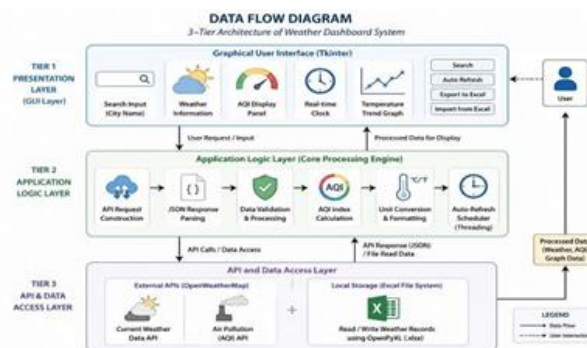 DATA FLOW DIAGRAM
3-Tier Architecture of Weather Dashboard System
TIER 1
PRESENTATION
LAYER
(GUI Layer)
Graphical User Interface (Tkinter)
Search Input
(City Name)
Weather
Information
AQI Display
Panel
Real-time
Clock
Temperature
Trend Graph
Search
Auto Refresh
Export to Excel
Import from Excel
User
User Request / Input
Processed Data for Display
TIER 2
APPLICATION
LOGIC LAYER
Application Logic Layer (Core Processing Engine)
API Request
Construction
{ }
JSON Response
Parsing
Data Validation
& Processing
AQI
AQI Index
Calculation
°C/°F
Unit Conversion
& Formatting
Auto-Refresh
Scheduler
(Threading)
API Calls / Data Access
API Response (JSON)
/ File Read Data
Processed Data
(Weather, AQI,
Graph Data)
TIER 3
API & DATA
ACCESS LAYER
API and Data Access Layer
External APIs (OpenWeatherMap)
Current Weather
Data API
Air Pollution
(AQI) API
+
Local Storage (Excel File System)
X
Read / Write Weather Records
using OpenPyXL (.xlsx)
LEGEND
Data Flow
User Interaction